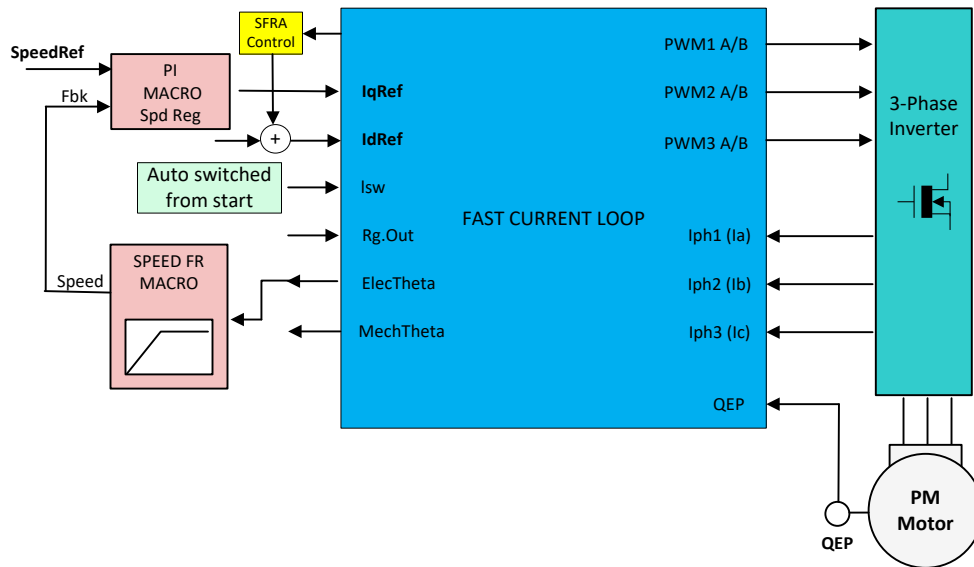 SFRA
Control
SpeedRef
PI
MACRO
Spd Reg
Fbk
+
Auto switched
from start
SPEED FR
MACRO
Speed
IqRef
IdRef
lsw
Rg.Out
ElecTheta
MechTheta
FAST CURRENT LOOP
PWM1 A/B
PWM2 A/B
PWM3 A/B
Iph1 (Ia)
Iph2 (Ib)
Iph3 (Ic)
QEP
3-Phase
Inverter
PM
Motor
QEP